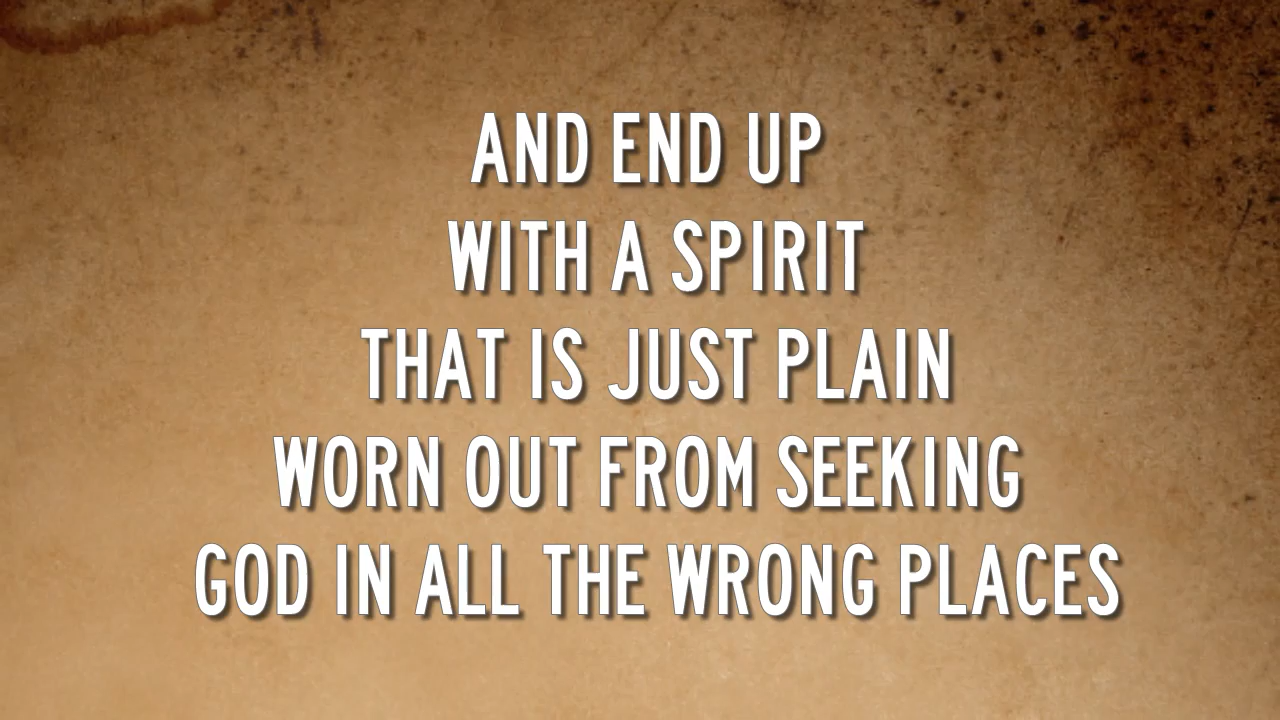 AND END UP
WITH A SPIRIT
THAT IS JUST PLAIN
WORN OUT FROM SEEKING
GOD IN ALL THE WRONG PLACES